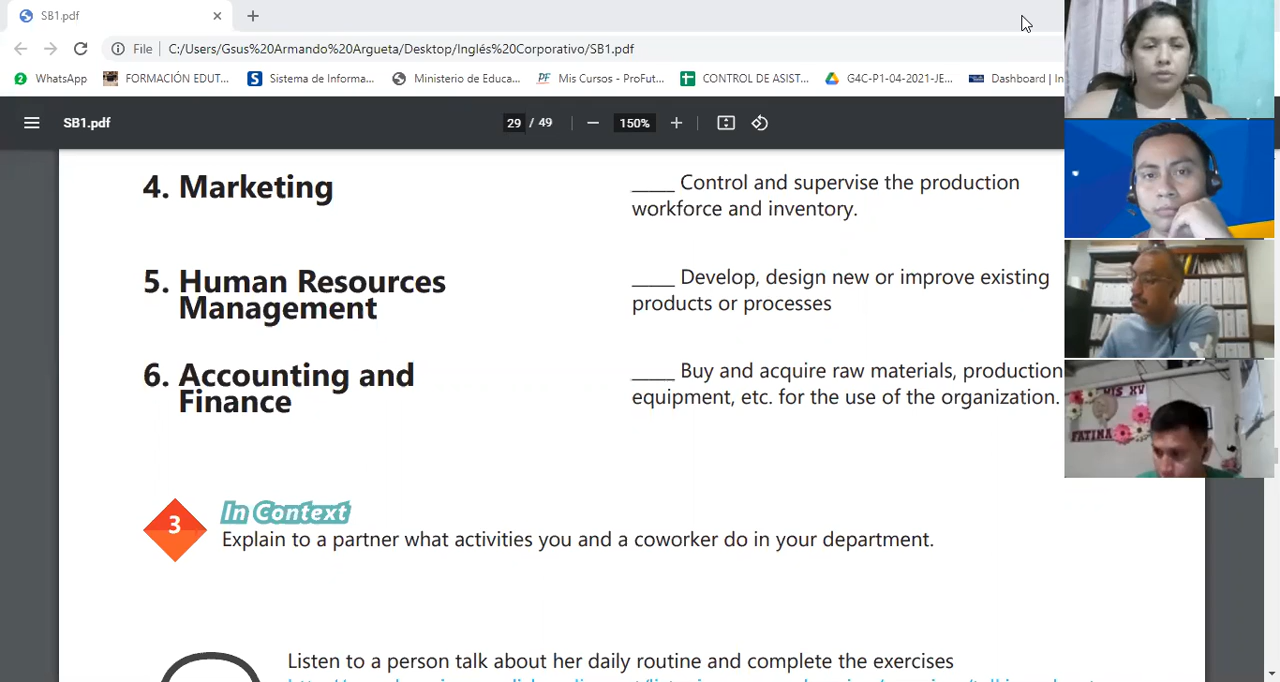 SB1.pdf
File C:/Users/Gsus%20Armando%20Argueta/Desktop/Inglés%20Corporativo/SB1.pdf
WhatsApp FORMACIÓN EDUT... Sistema de Informa... Ministerio de Educa... Mis Cursos - ProFut... CONTROL DE ASIST... G4C-P1-04-2021-JE... Dashboard | In
SB1.pdf 29 / 49 150%
4. Marketing
_____ Control and supervise the production
workforce and inventory.
5. Human Resources
Management
_____ Develop, design new or improve existing
products or processes
6. Accounting and
Finance
_____ Buy and acquire raw materials, production
equipment, etc. for the use of the organization.
3 In Context
Explain to a partner what activities you and a coworker do in your department.
Listen to a person talk about her daily routine and complete the exercises
MIS XV
FATIMA